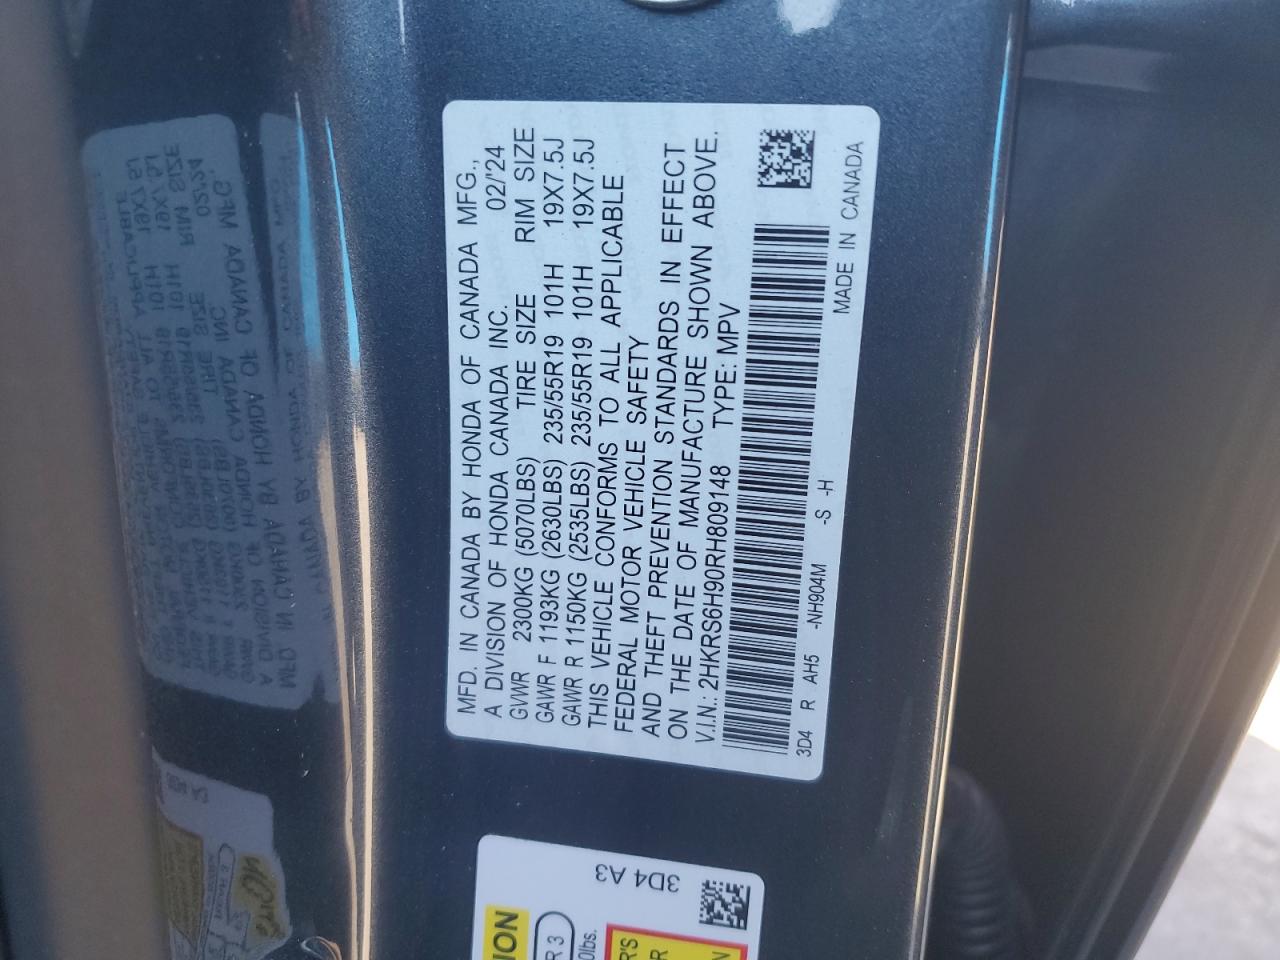 MFD. IN CANADA BY HONDA OF CANADA MFG.,
A DIVISION OF HONDA CANADA INC. 02/'24
GVWR 2300KG (5070LBS) TIRE SIZE RIM SIZE
GAWR F 1193KG (2630LBS) 235/55R19 101H 19X7.5J
GAWR R 1150KG (2535LBS) 235/55R19 101H 19X7.5J
THIS VEHICLE CONFORMS TO ALL APPLICABLE
FEDERAL MOTOR VEHICLE SAFETY
AND THEFT PREVENTION STANDARDS IN EFFECT
ON THE DATE OF MANUFACTURE SHOWN ABOVE.
V.I.N.: 2HKRS6H90RH809148 TYPE: MPV
3D4 R AH5 -NH904M -S -H
MADE IN CANADA
3D4 A3
ION
R 3
0lbs.
R'S
R
N